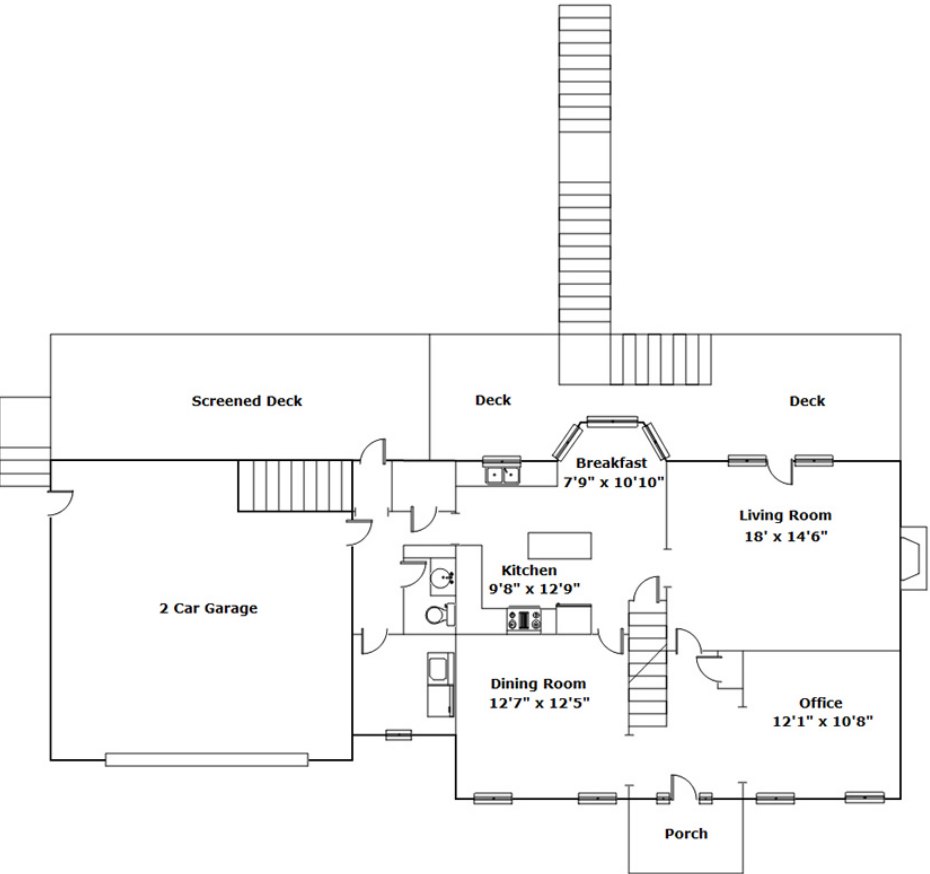 Screened Deck
Deck
Deck
Breakfast
7'9" x 10'10"
Living Room
18' x 14'6"
Kitchen
9'8" x 12'9"
2 Car Garage
Dining Room
12'7" x 12'5"
Office
12'1" x 10'8"
Porch